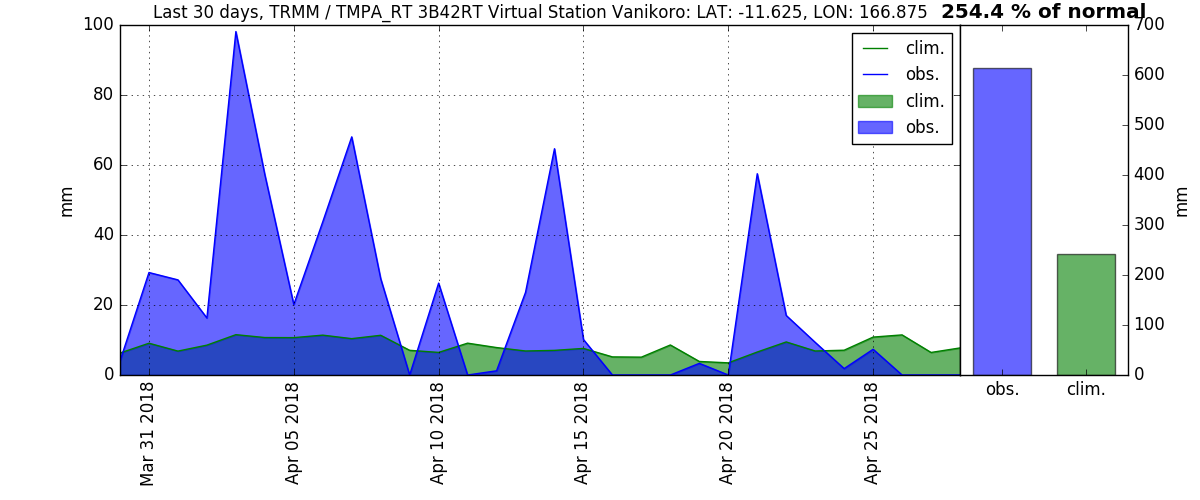 Last 30 days, TRMM / TMPA_RT 3B42RT Virtual Station Vanikoro: LAT: -11.625, LON: 166.875
254.4 % of normal
100
80
60
40
20
0
mm
clim.
obs.
clim.
obs.
Mar 31 2018
Apr 05 2018
Apr 10 2018
Apr 15 2018
Apr 20 2018
Apr 25 2018
700
600
500
400
300
200
100
0
mm
obs.
clim.